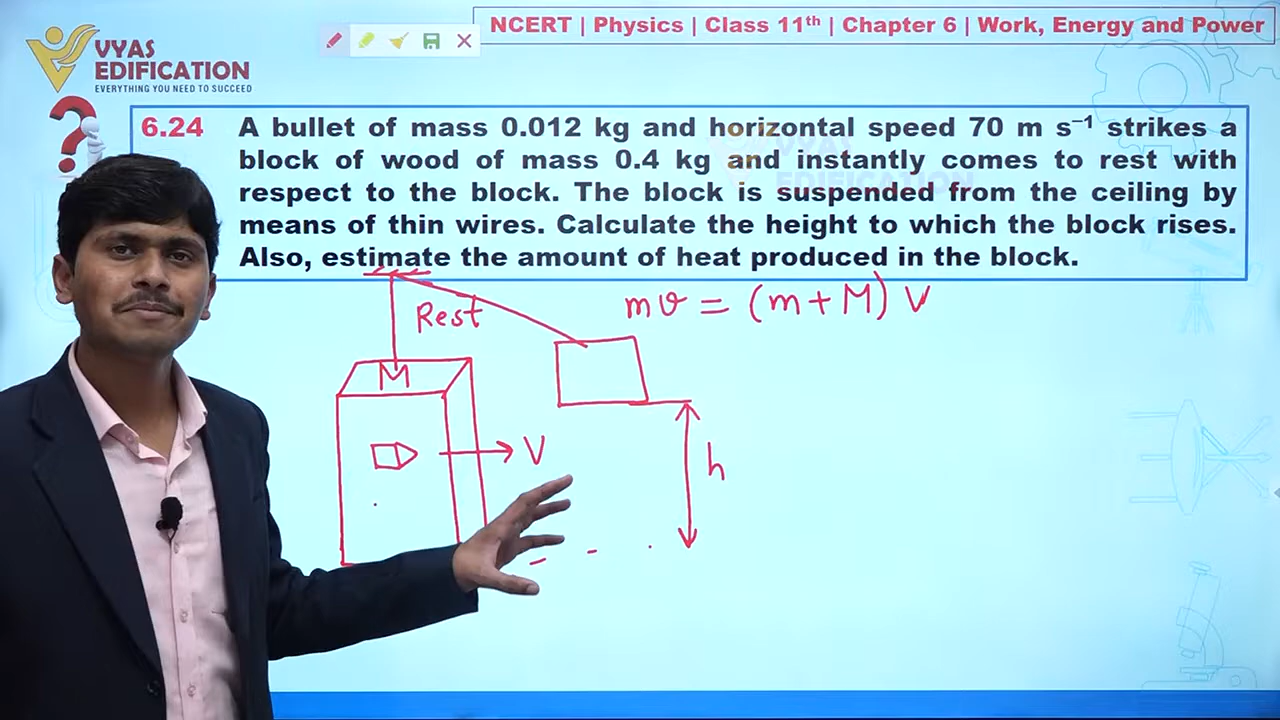 NCERT | Physics | Class 11th | Chapter 6 | Work, Energy and Power
VYAS
EDIFICATION
EVERYTHING YOU NEED TO SUCCEED
6.24 A bullet of mass 0.012 kg and horizontal speed 70 m s⁻¹ strikes a
block of wood of mass 0.4 kg and instantly comes to rest with
respect to the block. The block is suspended from the ceiling by
means of thin wires. Calculate the height to which the block rises.
Also, estimate the amount of heat produced in the block.
VYAS
EDIFICATION
Rest
mv = (m+M) V
M
V
h